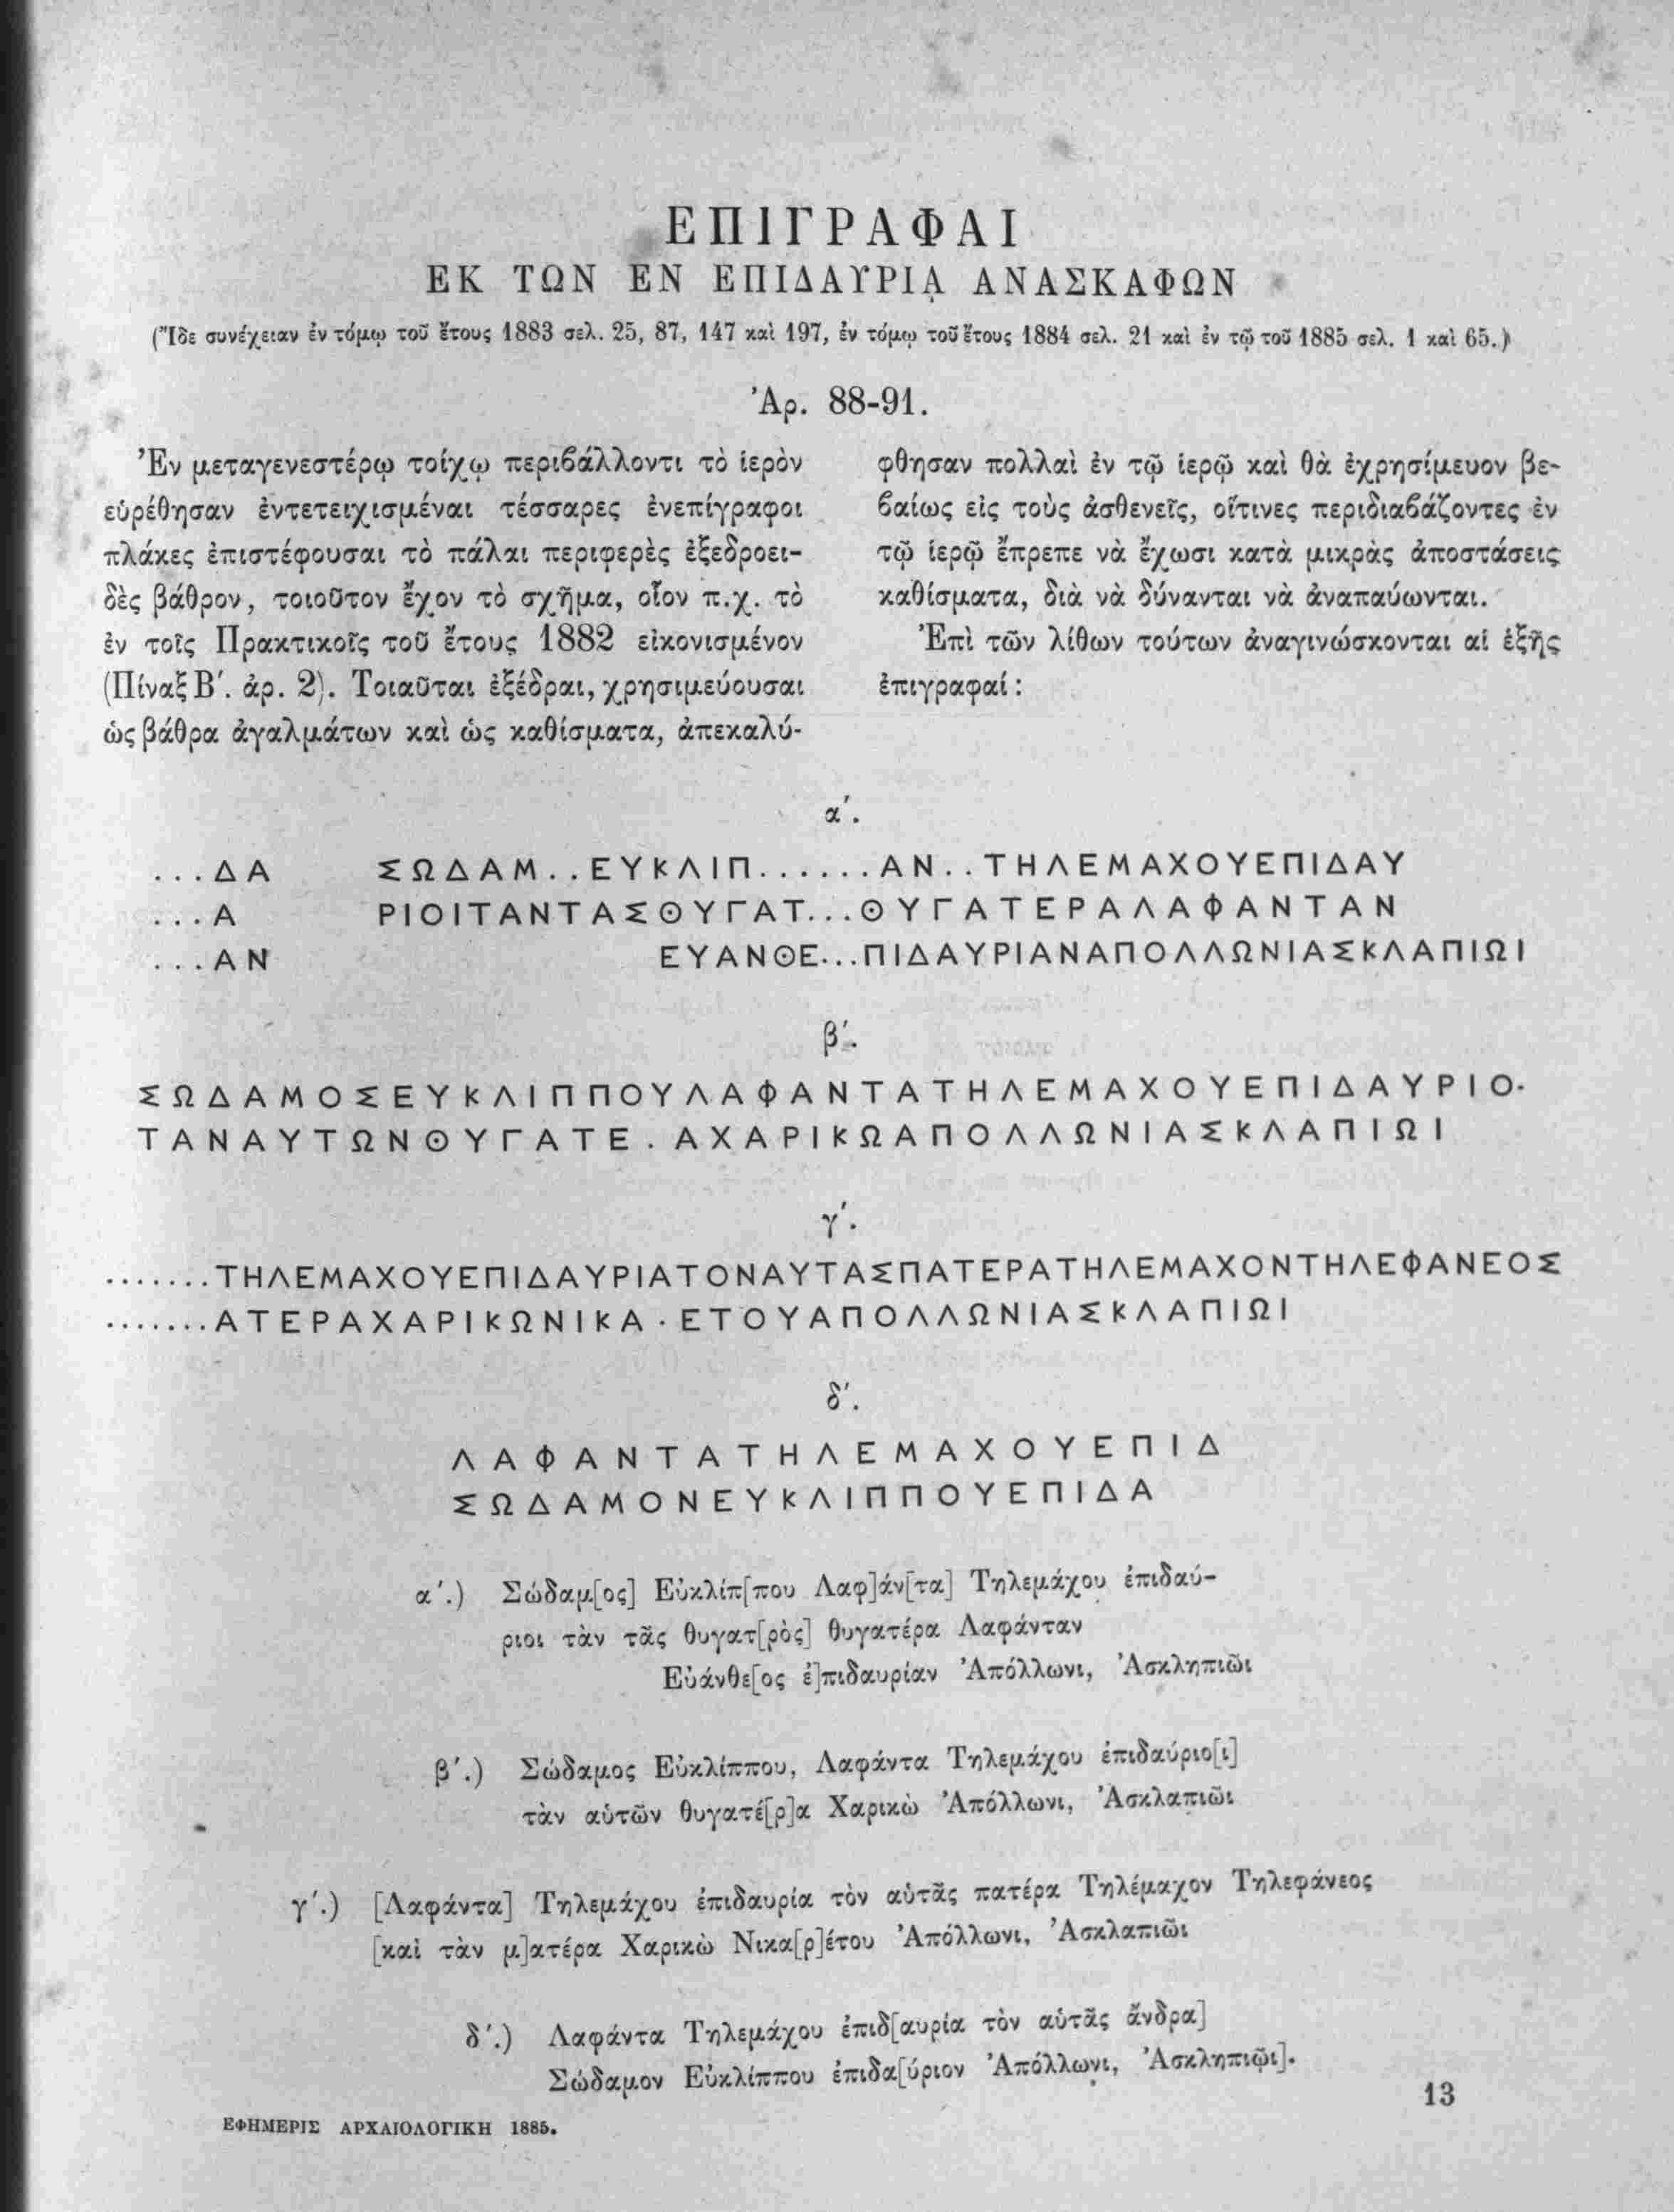 ΕΠΙΓΡΑΦΑΙ
ΕΚ ΤΩΝ ΕΝ ΕΠΙΔΑΥΡΙᾼ ΑΝΑΣΚΑΦΩΝ
(Ἴδε συνέχειαν ἐν τόμῳ τοῦ ἔτους 1883 σελ. 25, 87, 147 καὶ 197, ἐν τόμῳ τοῦ ἔτους 1884 σελ. 21 καὶ ἐν τῷ τοῦ 1885 σελ. 1 καὶ 65.)
Ἀρ. 88-91.
Ἐν μεταγενεστέρῳ τοίχῳ περιβάλλοντι τὸ ἱερὸν
εὑρέθησαν ἐντετειχισμέναι τέσσαρες ἐνεπίγραφοι
πλάκες ἐπιστέφουσαι τὸ πάλαι περιφερὲς ἐξεδροει-
δὲς βάθρον, τοιοῦτον ἔχον τὸ σχῆμα, οἷον π.χ. τὸ
ἐν τοῖς Πρακτικοῖς τοῦ ἔτους 1882 εἰκονισμένον
(Πίναξ Β΄. ἀρ. 2). Τοιαῦται ἐξέδραι, χρησιμεύουσαι
ὡς βάθρα ἀγαλμάτων καὶ ὡς καθίσματα, ἀπεκαλύ-
φθησαν πολλαὶ ἐν τῷ ἱερῷ καὶ θὰ ἐχρησίμευον βε-
βαίως εἰς τοὺς ἀσθενεῖς, οἵτινες περιδιαβάζοντες ἐν
τῷ ἱερῷ ἔπρεπε νὰ ἔχωσι κατὰ μικρὰς ἀποστάσεις
καθίσματα, διὰ νὰ δύνανται νὰ ἀναπαύωνται.
Ἐπὶ τῶν λίθων τούτων ἀναγινώσκονται αἱ ἑξῆς
ἐπιγραφαί :
α΄.
...ΔΑ ΣΩΔΑΜ..ΕΥΚΛΙΠ.......ΑΝ..ΤΗΛΕΜΑΧΟΥΕΠΙΔΑΥ
...Α ΡΙΟΙΤΑΝΤΑΣΘΥΓΑΤ...ΘΥΓΑΤΕΡΑΛΑΦΑΝΤΑΝ
...ΑΝ ΕΥΑΝΘΕ...ΠΙΔΑΥΡΙΑΝΑΠΟΛΛΩΝΙΑΣΚΛΑΠΙΩΙ
β΄.
ΣΩΔΑΜΟΣΕΥΚΛΙΠΠΟΥΛΑΦΑΝΤΑΤΗΛΕΜΑΧΟΥΕΠΙΔΑΥΡΙΟ.
ΤΑΝΑΥΤΩΝΘΥΓΑΤΕ.ΑΧΑΡΙΚΩΑΠΟΛΛΩΝΙΑΣΚΛΑΠΙΩΙ
γ΄.
.......ΤΗΛΕΜΑΧΟΥΕΠΙΔΑΥΡΙΑΤΟΝΑΥΤΑΣΠΑΤΕΡΑΤΗΛΕΜΑΧΟΝΤΗΛΕΦΑΝΕΟΣ
.......ΑΤΕΡΑΧΑΡΙΚΩΝΙΚΑ.ΕΤΟΥΑΠΟΛΛΩΝΙΑΣΚΛΑΠΙΩΙ
δ΄.
ΛΑΦΑΝΤΑΤΗΛΕΜΑΧΟΥΕΠΙΔ
ΣΩΔΑΜΟΝΕΥΚΛΙΠΠΟΥΕΠΙΔΑ
α΄.) Σώδαμ[ος] Εὐκλίπ[που Λαφ]άν[τα] Τηλεμάχου ἐπιδαύ-
ριοι τὰν τᾶς θυγατ[ρὸς] θυγατέρα Λαφάνταν
Εὐάνθε[ος ἐ]πιδαυρίαν Ἀπόλλωνι, Ἀσκληπιῶι
β΄.) Σώδαμος Εὐκλίππου, Λαφάντα Τηλεμάχου ἐπιδαύριο[ι]
τὰν αὑτῶν θυγατέ[ρ]α Χαρικὼ Ἀπόλλωνι, Ἀσκλαπιῶι
γ΄.) [Λαφάντα] Τηλεμάχου ἐπιδαυρία τὸν αὑτᾶς πατέρα Τηλέμαχον Τηλεφάνεος
[καὶ τὰν μ]ατέρα Χαρικὼ Νικα[ρ]έτου Ἀπόλλωνι, Ἀσκλαπιῶι
δ΄.) Λαφάντα Τηλεμάχου ἐπιδ[αυρία τὸν αὑτᾶς ἄνδρα]
Σώδαμον Εὐκλίππου ἐπιδα[ύριον Ἀπόλλωνι, Ἀσκληπιῷι].
ΕΦΗΜΕΡΙΣ ΑΡΧΑΙΟΛΟΓΙΚΗ 1885.
13